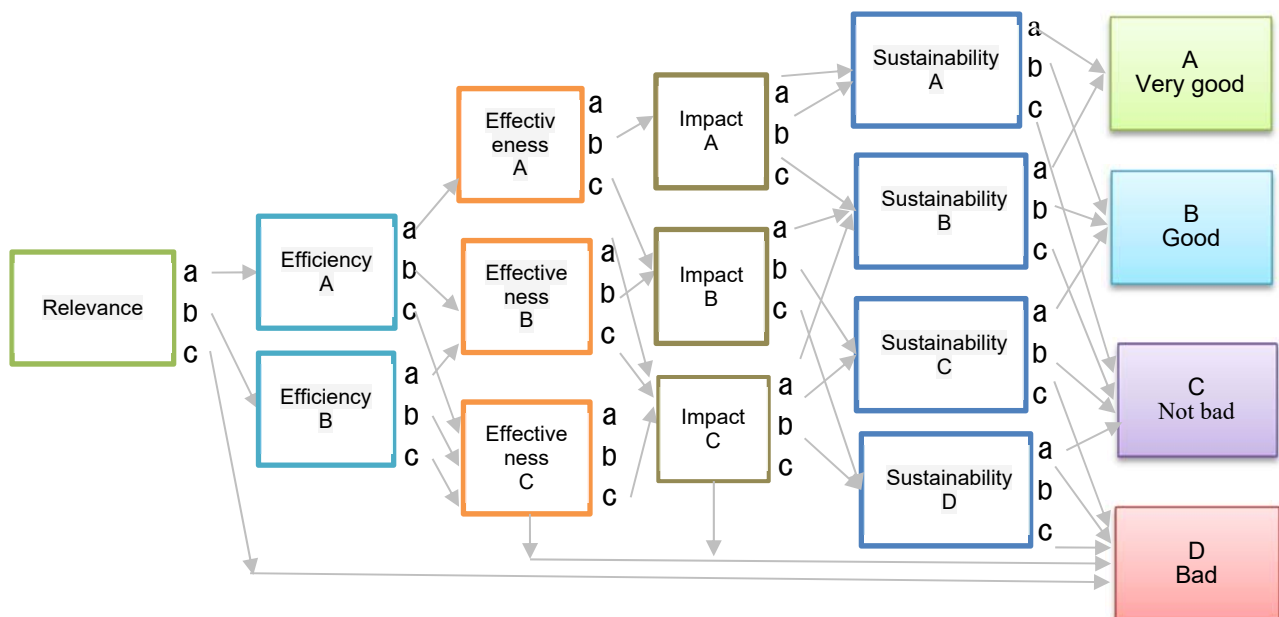 Relevance
a
b
c
Efficiency
A
a
b
c
Efficiency
B
a
b
c
Effectiv
eness
A
a
b
c
Effective
ness
B
a
b
c
Effective
ness
C
a
b
c
Impact
A
a
b
c
Impact
B
a
b
c
Impact
C
a
b
c
Sustainability
A
a
b
c
Sustainability
B
a
b
c
Sustainability
C
a
b
c
Sustainability
D
a
b
c
A
Very good
B
Good
C
Not bad
D
Bad